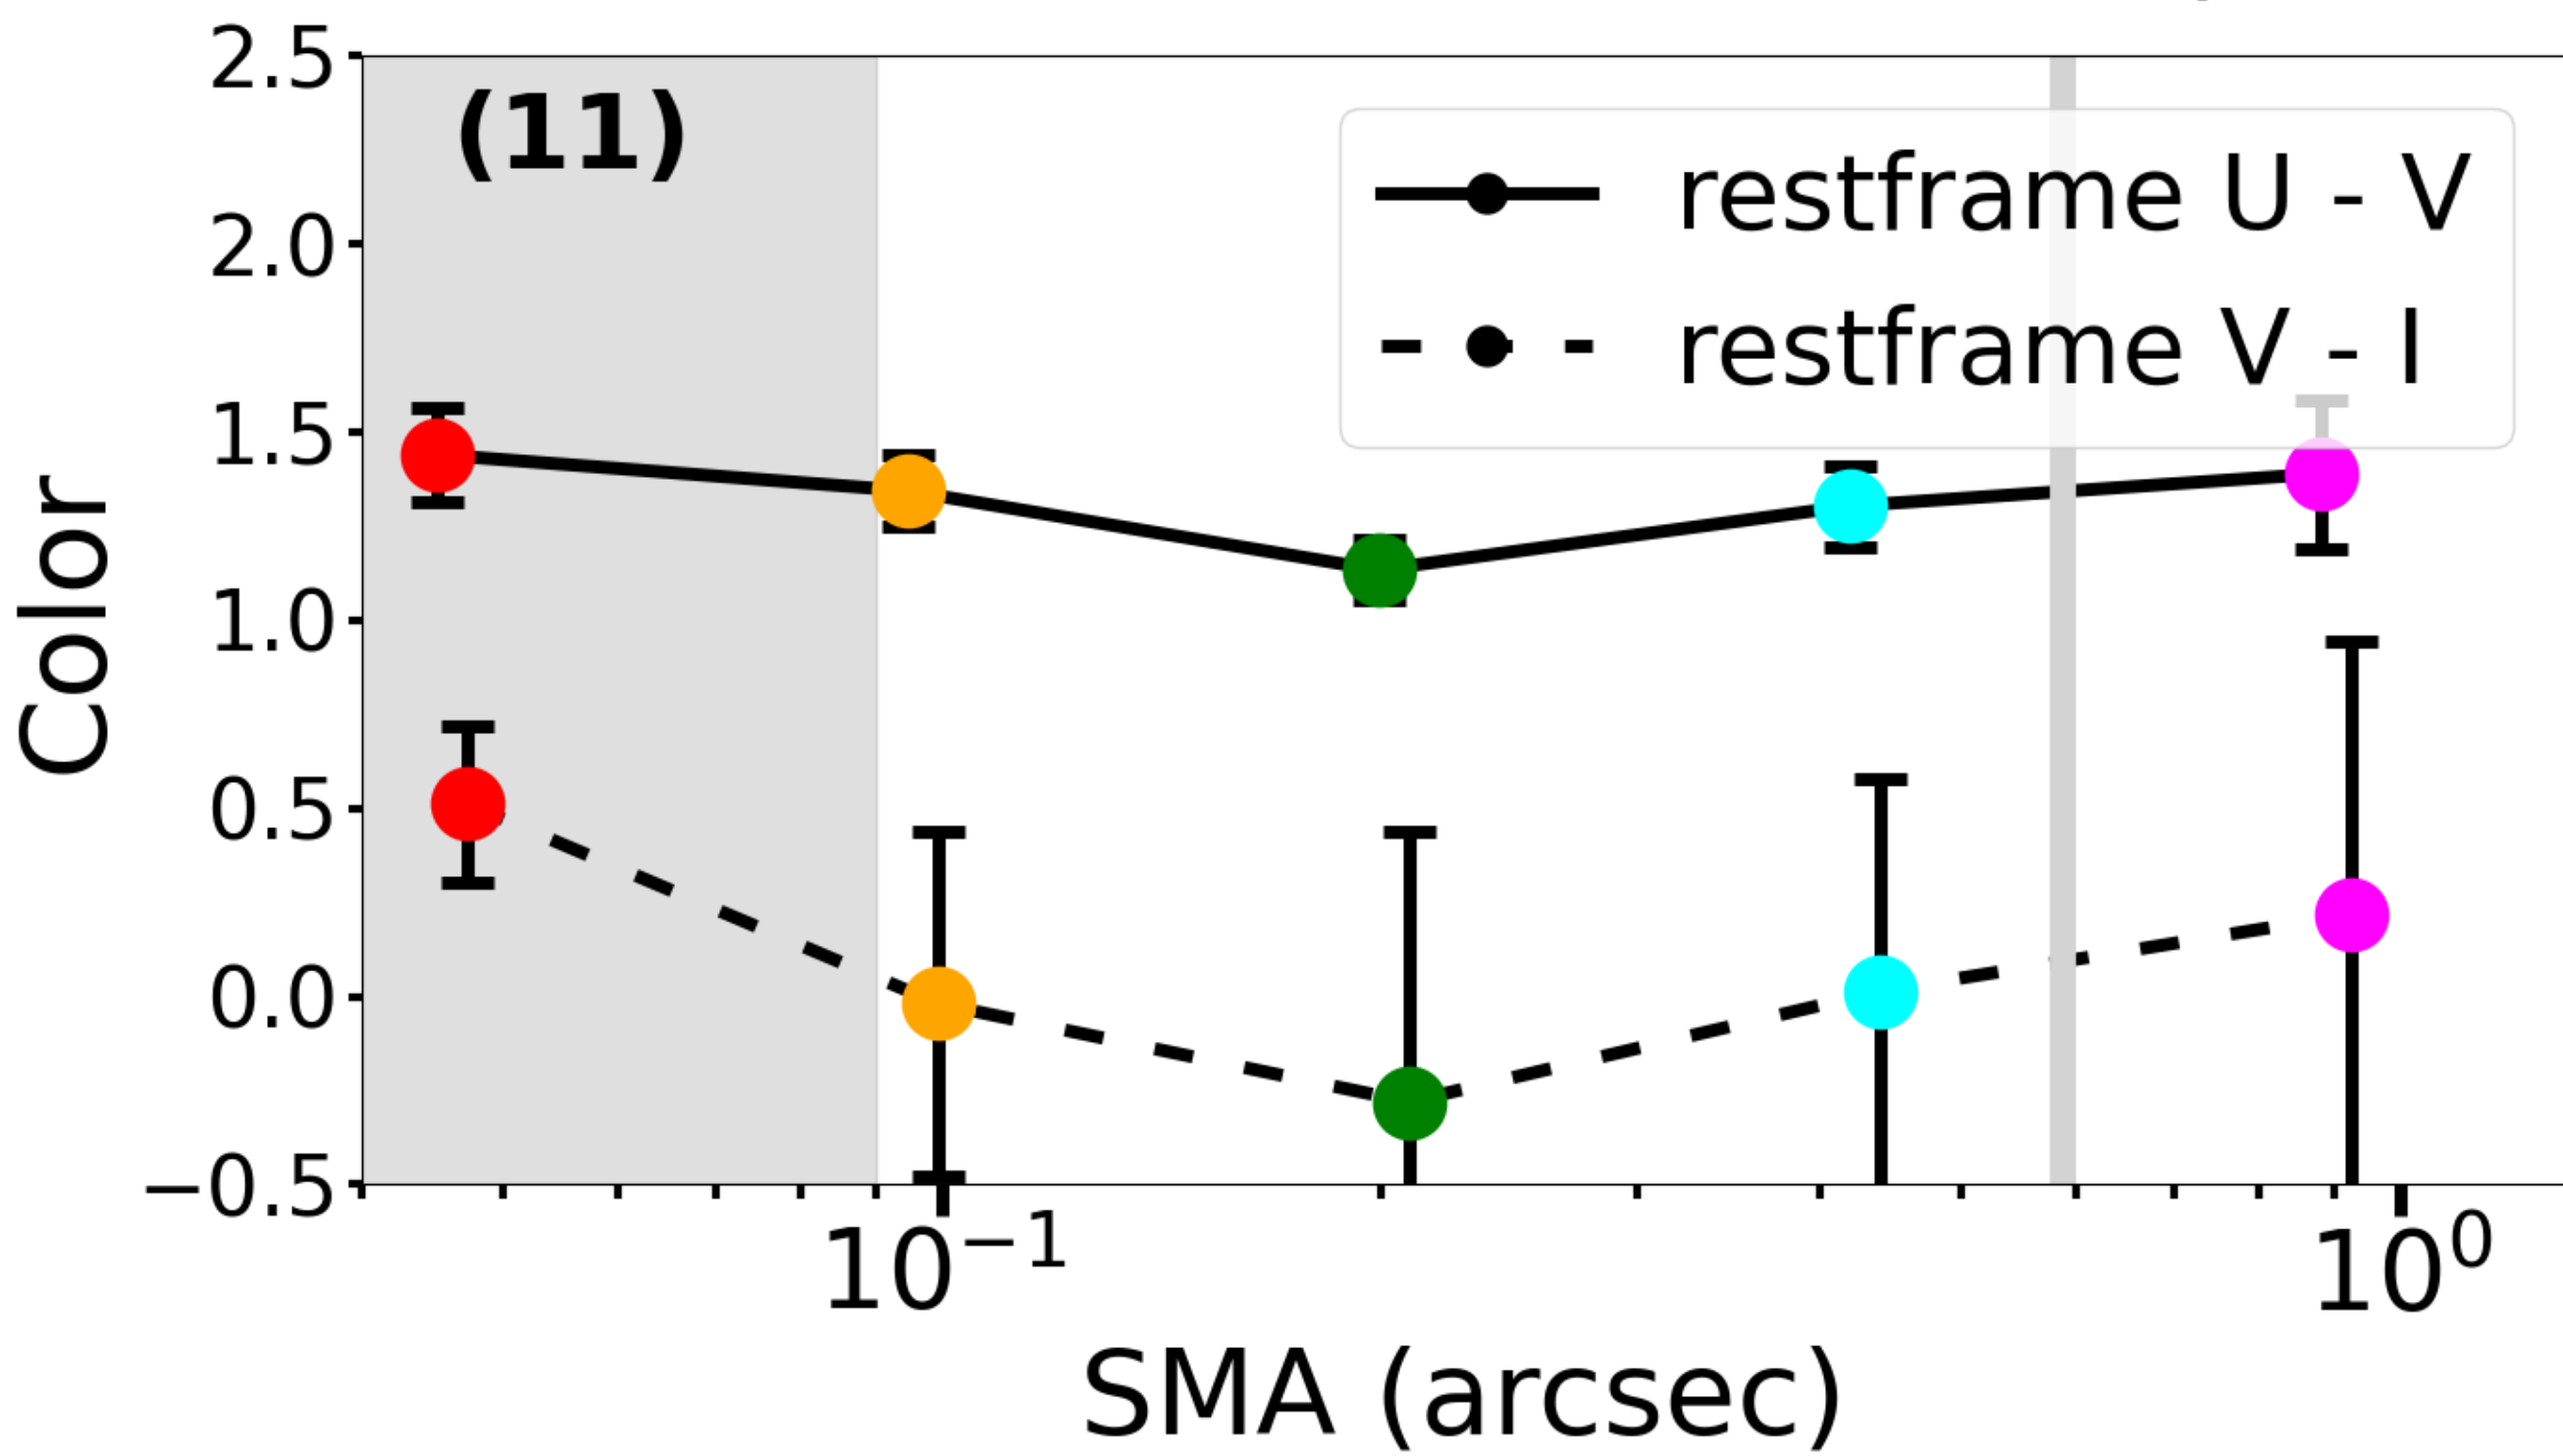 2.5
(11)
restframe U - V
2.0
restframe V - I
1.5
1.0
Color
0.5
0.0
−0.5
10⁻¹
10⁰
SMA (arcsec)